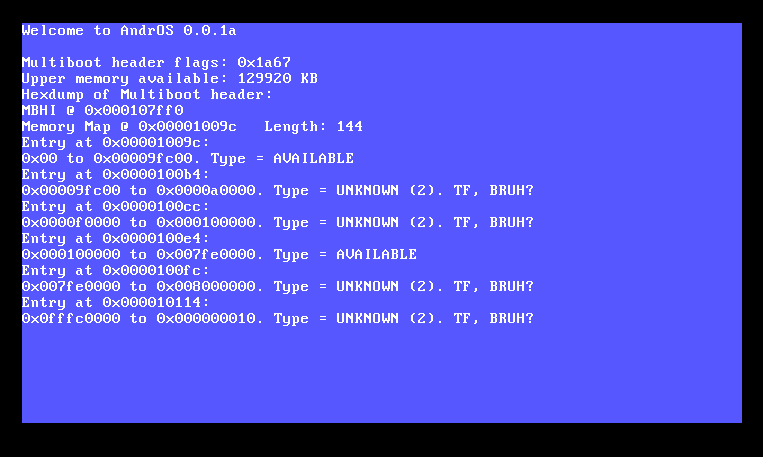 Welcome to AndrOS 0.0.1a
Multiboot header flags: 0x1a67
Upper memory available: 129920 KB
Hexdump of Multiboot header:
MBHI @ 0x000107ff0
Memory Map @ 0x00001009c   Length: 144
Entry at 0x00001009c:
0x00 to 0x00009fc00. Type = AVAILABLE
Entry at 0x0000100b4:
0x00009fc00 to 0x0000a0000. Type = UNKNOWN (2). TF, BRUH?
Entry at 0x0000100cc:
0x0000f0000 to 0x000100000. Type = UNKNOWN (2). TF, BRUH?
Entry at 0x0000100e4:
0x000100000 to 0x007fe0000. Type = AVAILABLE
Entry at 0x0000100fc:
0x007fe0000 to 0x008000000. Type = UNKNOWN (2). TF, BRUH?
Entry at 0x000010114:
0x0fffc0000 to 0x000000010. Type = UNKNOWN (2). TF, BRUH?